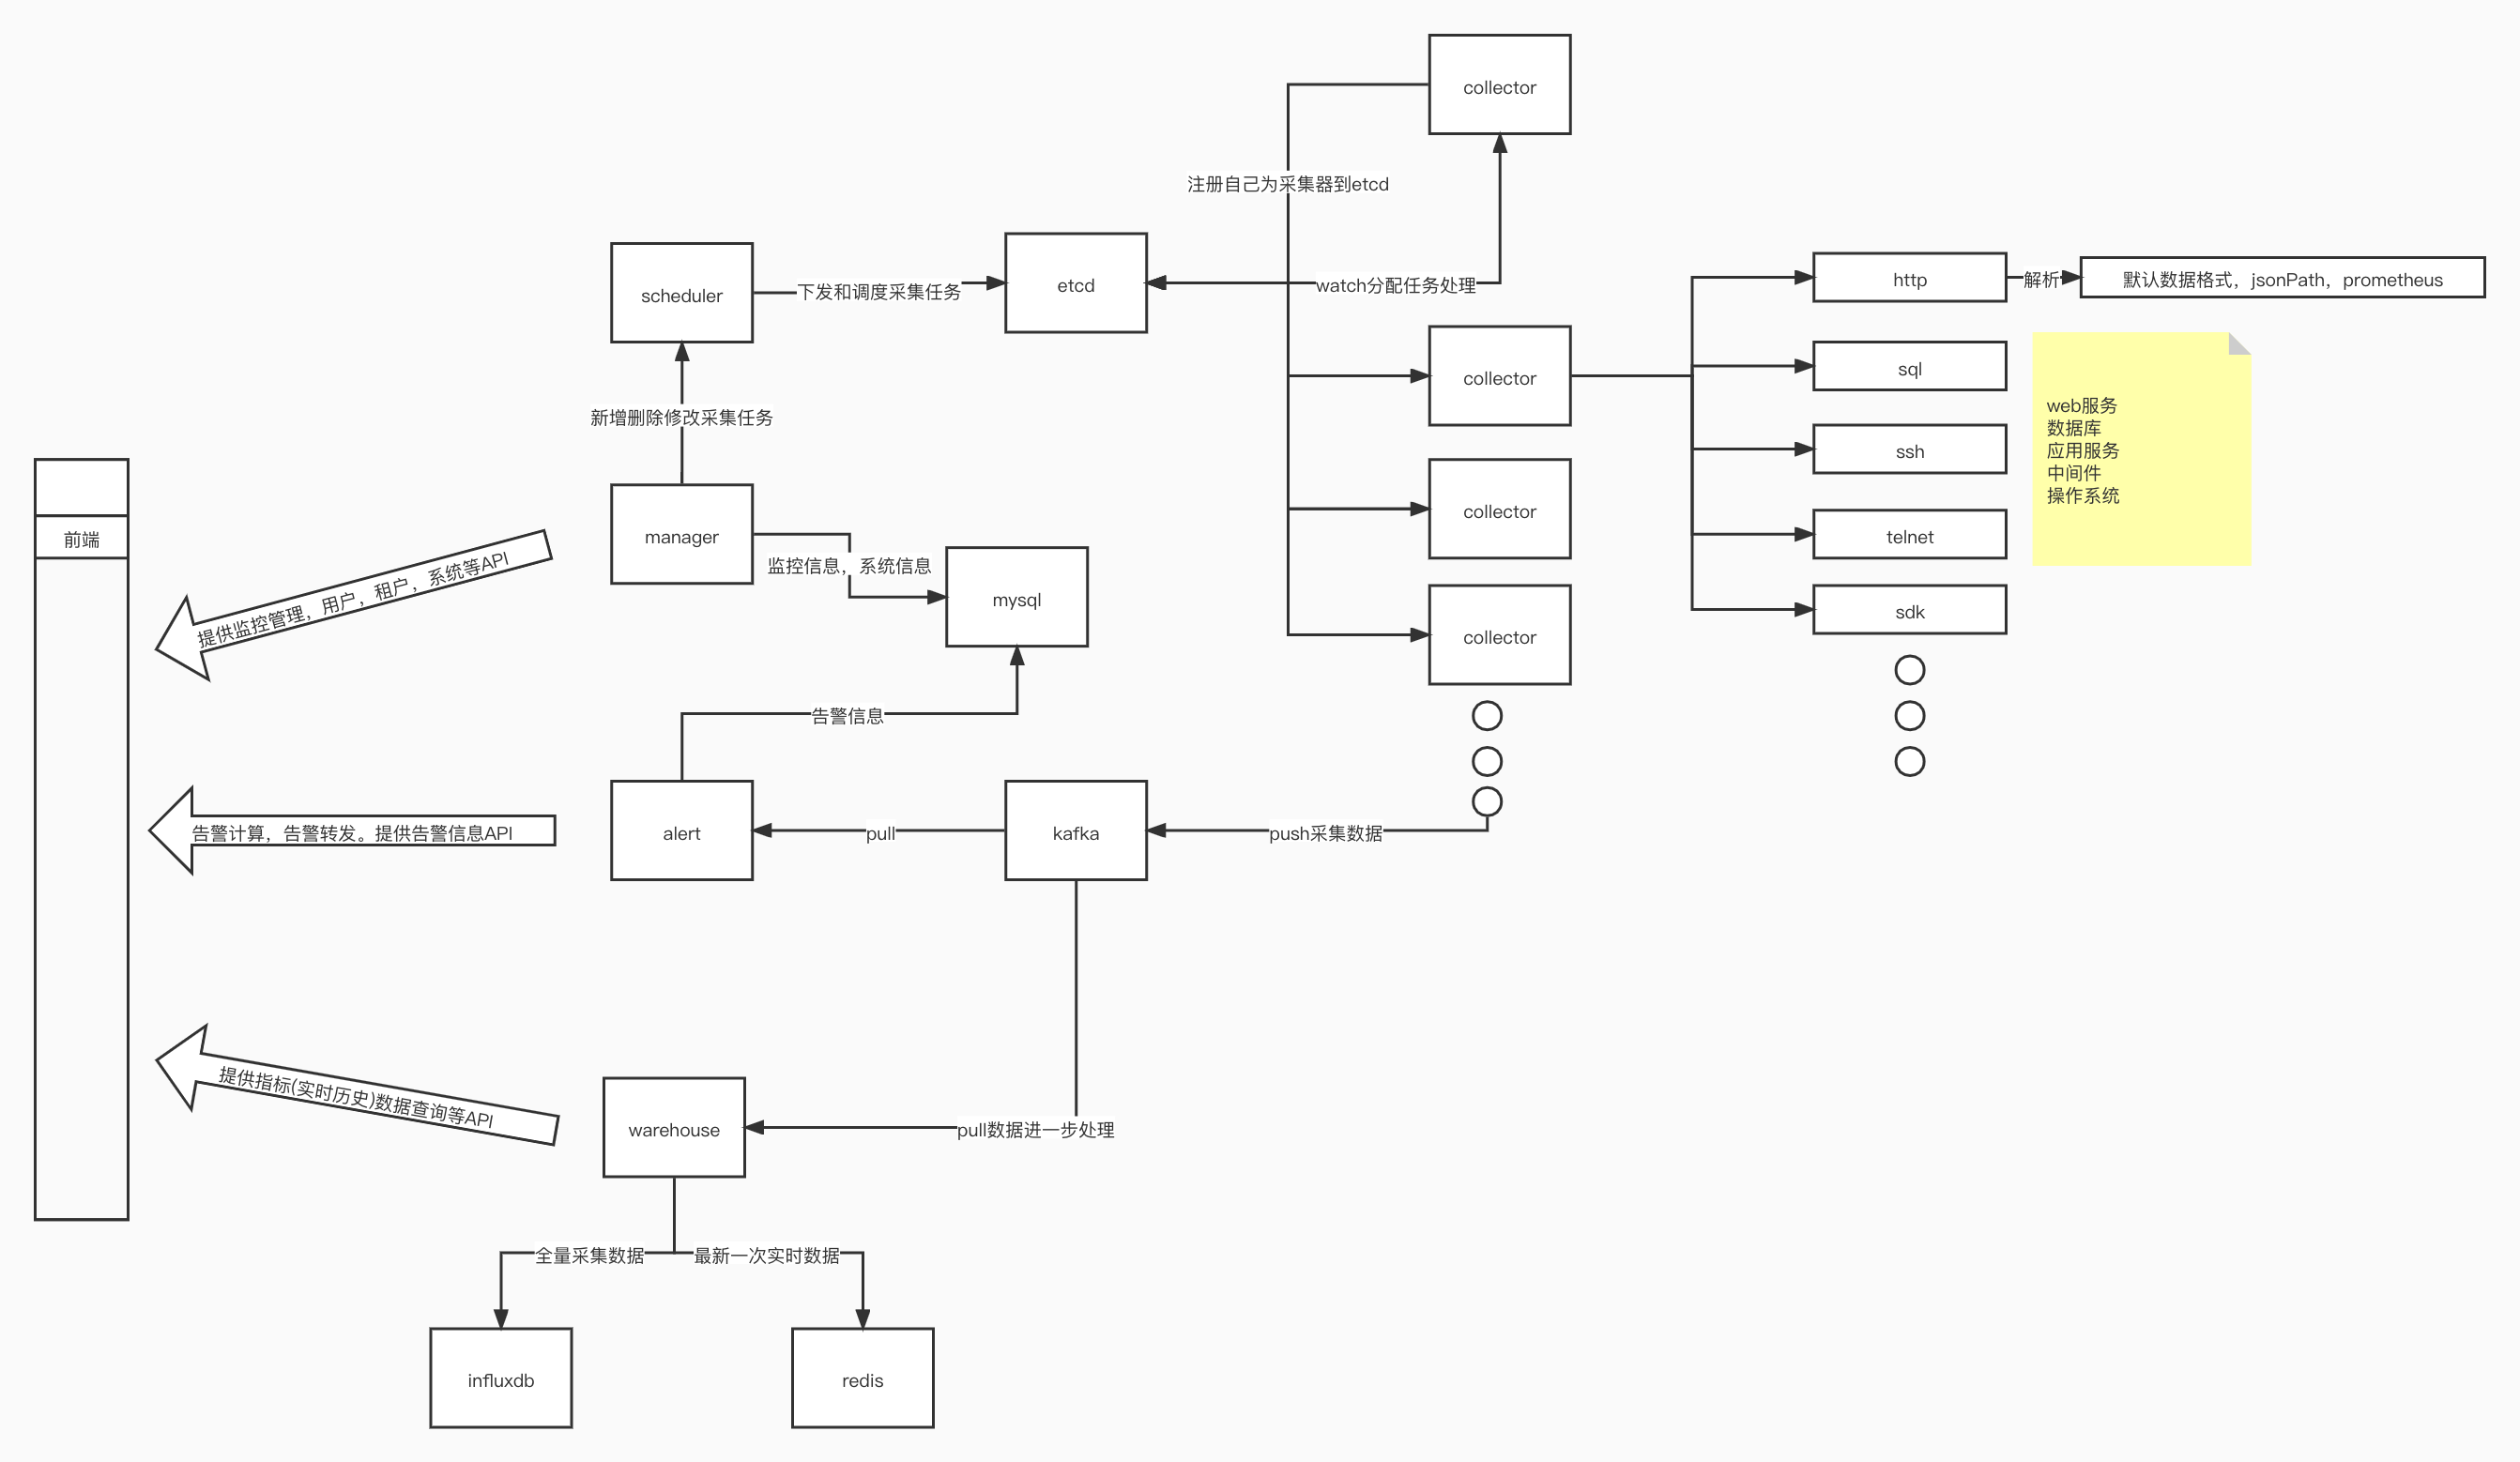 collector
注册自己为采集器到etcd
scheduler
下发和调度采集任务
etcd
watch分配任务处理
http
解析
默认数据格式，jsonPath，prometheus
collector
sql
新增删除修改采集任务
web服务
数据库
应用服务
中间件
操作系统
ssh
前端
manager
collector
telnet
监控信息，系统信息
提供监控管理，用户，租户，系统等API
mysql
collector
sdk
告警信息
告警计算，告警转发。提供告警信息API
alert
pull
kafka
push采集数据
提供指标(实时历史)数据查询等API
warehouse
pull数据进一步处理
全量采集数据
最新一次实时数据
influxdb
redis